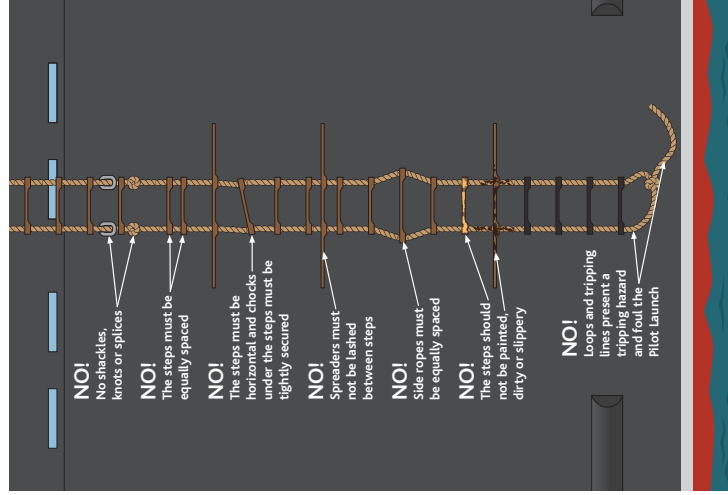 NO!
No shackles,
knots or splices
NO!
The steps must be
equally spaced
NO!
The steps must be
horizontal and chocks
under the steps must be
tightly secured
NO!
Spreaders must
not be lashed
between steps
NO!
Side ropes must
be equally spaced
NO!
The steps should
not be painted,
dirty or slippery
NO!
Loops and tripping
lines present a
tripping hazard
and foul the
Pilot Launch